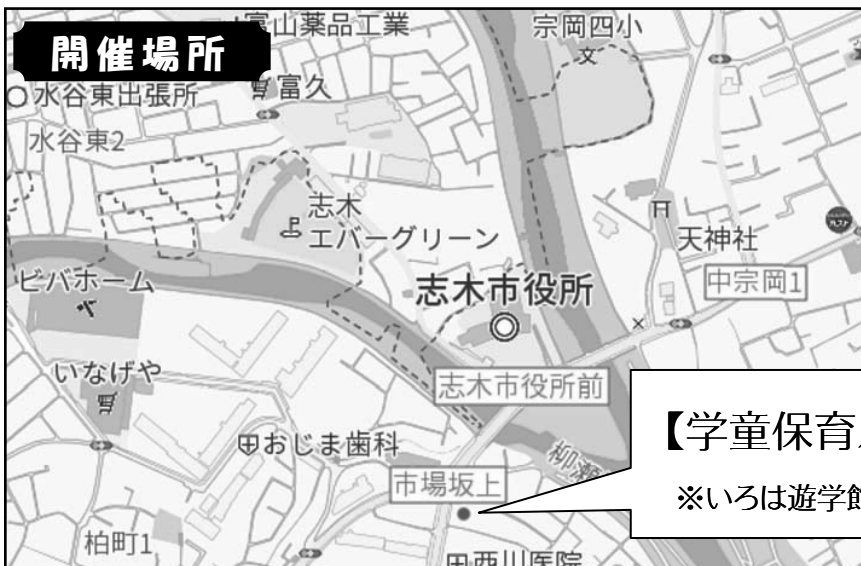 開催場所
富山薬品工業
宗岡四小
文
水谷東出張所
富久
水谷東2
志木
エバーグリーン
天神社
ビバホーム
志木市役所
中宗岡1
いなげや
志木市役所前
【学童保育
おじま歯科
柳瀬
市場坂上
※いろは遊学館
柏町1
西川医院